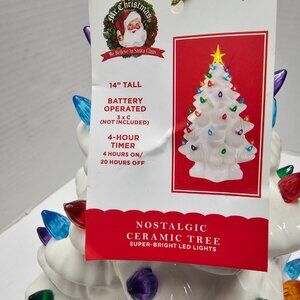 Mr. Christmas
We Believe in Santa Claus
14" TALL
BATTERY
OPERATED
3 x C
(NOT INCLUDED)
4-HOUR
TIMER
4 HOURS ON/
20 HOURS OFF
NOSTALGIC
CERAMIC TREE
SUPER-BRIGHT LED LIGHTS